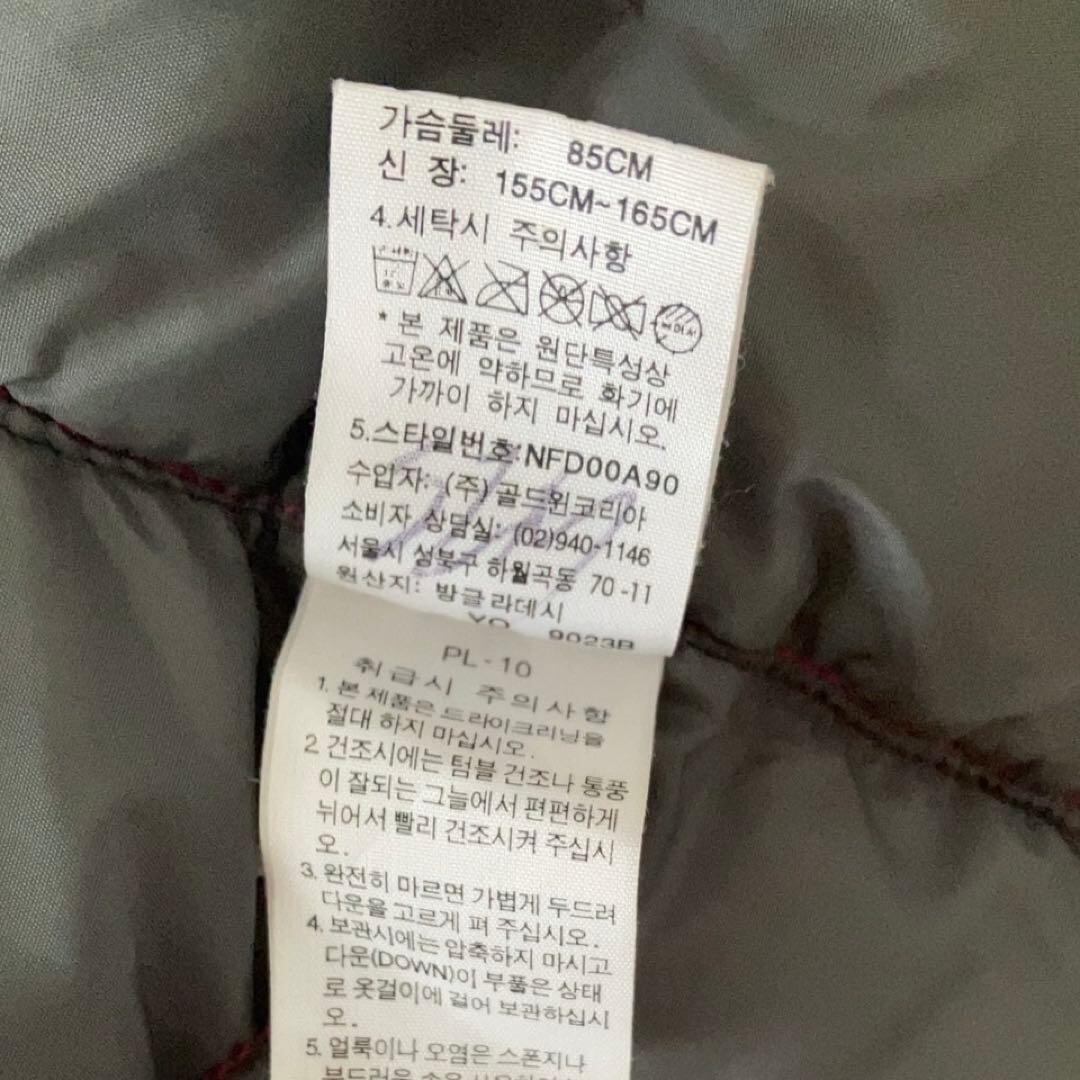 가슴둘레: 85CM
신 장: 155CM~165CM
4.세탁시 주의사항
* 본 제품은 원단특성상
고온에 약하므로 화기에
가까이 하지 마십시오.
5.스타일번호:NFD00A90
수입자: (주) 골드윈코리아
소비자 상담실: (02)940-1146
서울시 성북구 하월곡동 70-11
원산지: 방글라데시
YO 9023B
PL-10
취급시 주의사항
1. 본 제품은 드라이크리닝을
절대 하지 마십시오.
2 건조시에는 텀블 건조나 통풍
이 잘되는 그늘에서 편편하게
뉘어서 빨리 건조시켜 주십시
오.
3. 완전히 마르면 가볍게 두드려
다운을 고르게 펴 주십시오.
4. 보관시에는 압축하지 마시고
다운(DOWN)이 부풀은 상태
로 옷걸이에 걸어 보관하십시
오.
5. 얼룩이나 오염은 스폰지나
부드러운 솔을